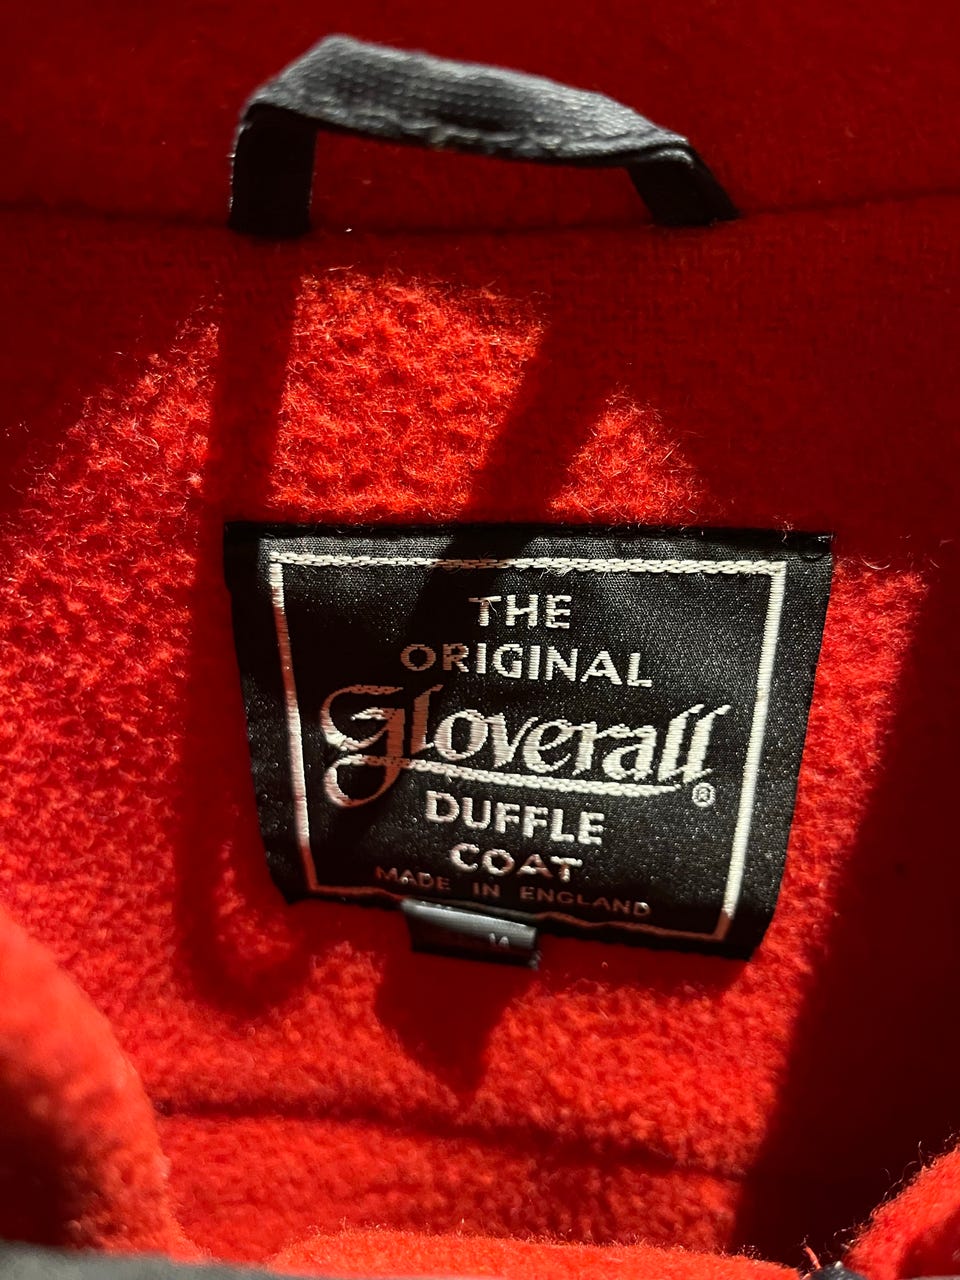 THE
ORIGINAL
Gloverall®
DUFFLE
COAT
MADE IN ENGLAND